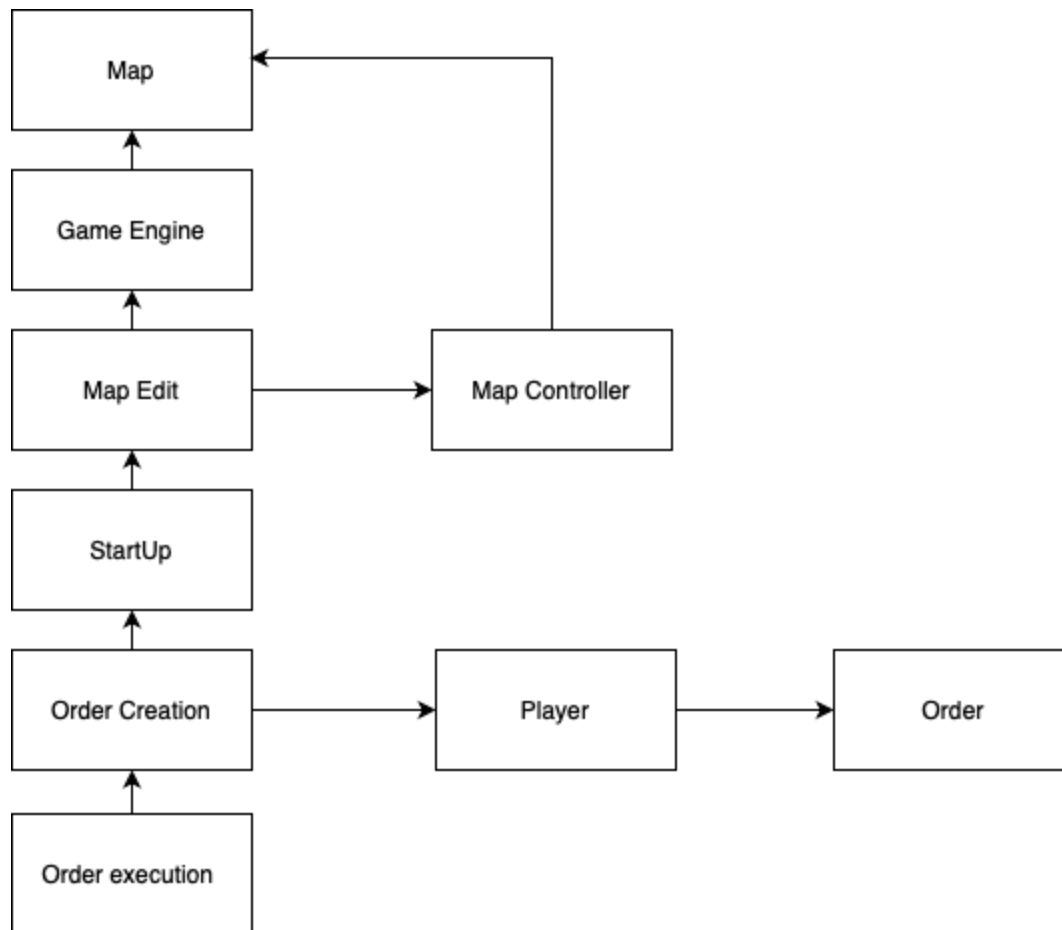 Map
Game Engine
Map Edit
Map Controller
StartUp
Order Creation
Player
Order
Order execution